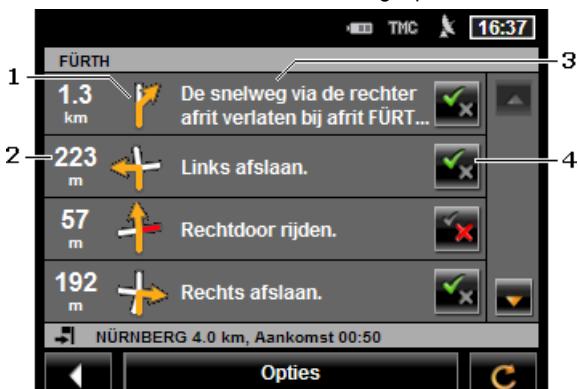 TMC 16:37
FÜRTH
1
3
1.3
km
De snelweg via de rechter
afrit verlaten bij afrit FÜRT...
2
223
m
Links afslaan.
4
57
m
Rechtdoor rijden.
192
m
Rechts afslaan.
NÜRNBERG 4.0 km, Aankomst 00:50
Opties